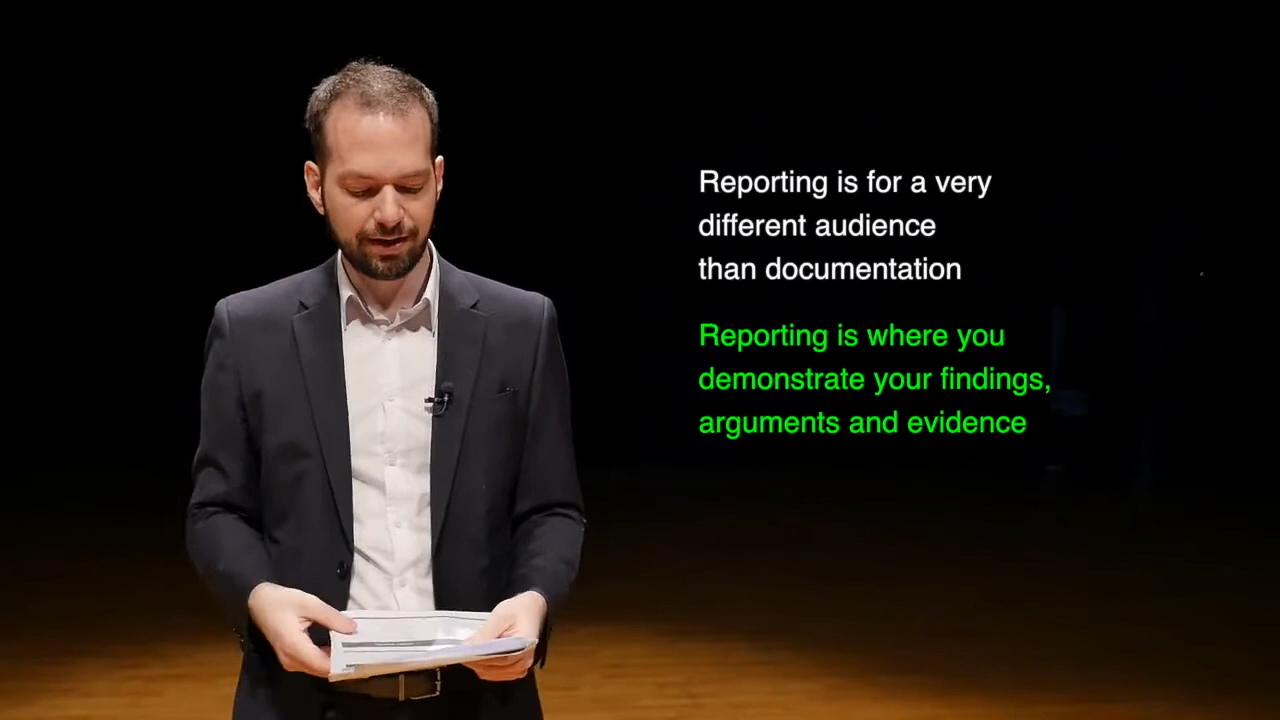 Reporting is for a very
different audience
than documentation
Reporting is where you
demonstrate your findings,
arguments and evidence